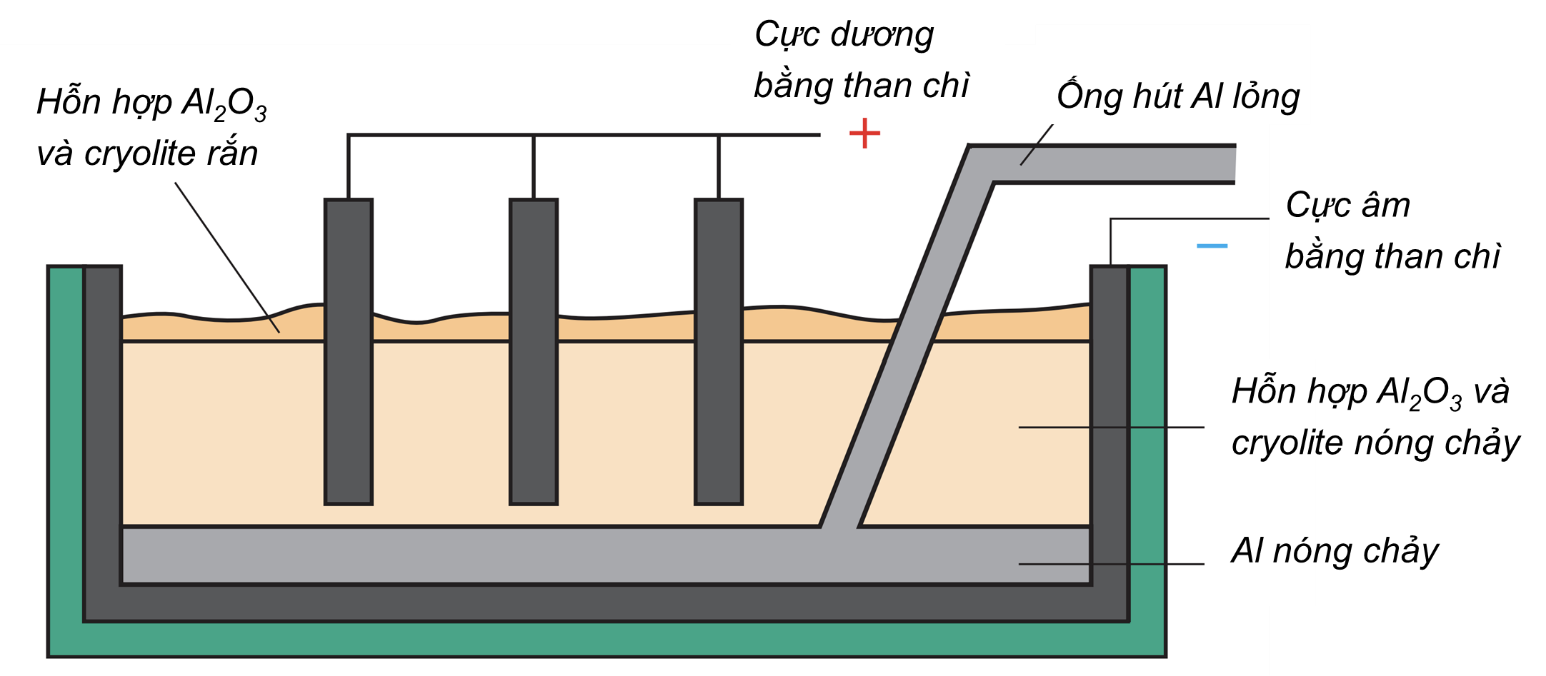 Cực dương
bằng than chì
+
Hỗn hợp Al₂O₃
và cryolite rắn
Ống hút Al lỏng
Cực âm
bằng than chì
−
Hỗn hợp Al₂O₃ và
cryolite nóng chảy
Al nóng chảy